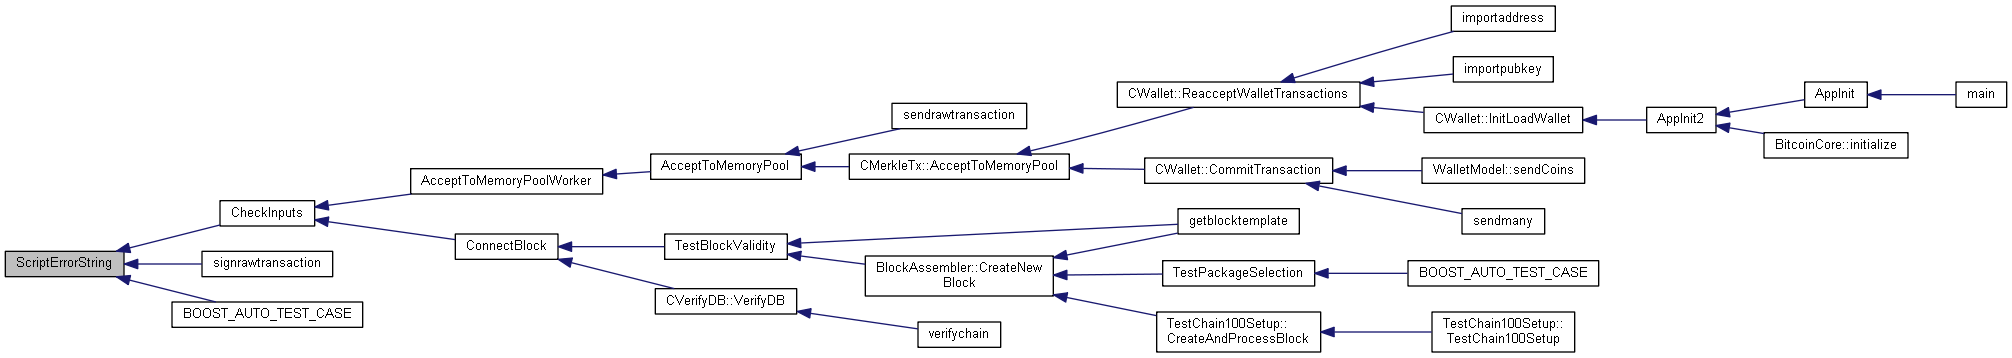 importaddress
importpubkey
CWallet::ReacceptWalletTransactions
AppInit
main
sendrawtransaction
CWallet::InitLoadWallet
AppInit2
BitcoinCore::initialize
AcceptToMemoryPool
CMerkleTx::AcceptToMemoryPool
AcceptToMemoryPoolWorker
CWallet::CommitTransaction
WalletModel::sendCoins
CheckInputs
sendmany
getblocktemplate
ConnectBlock
TestBlockValidity
ScriptErrorString
signrawtransaction
BlockAssembler::CreateNew
Block
TestPackageSelection
BOOST_AUTO_TEST_CASE
CVerifyDB::VerifyDB
BOOST_AUTO_TEST_CASE
verifychain
TestChain100Setup::
CreateAndProcessBlock
TestChain100Setup::
TestChain100Setup